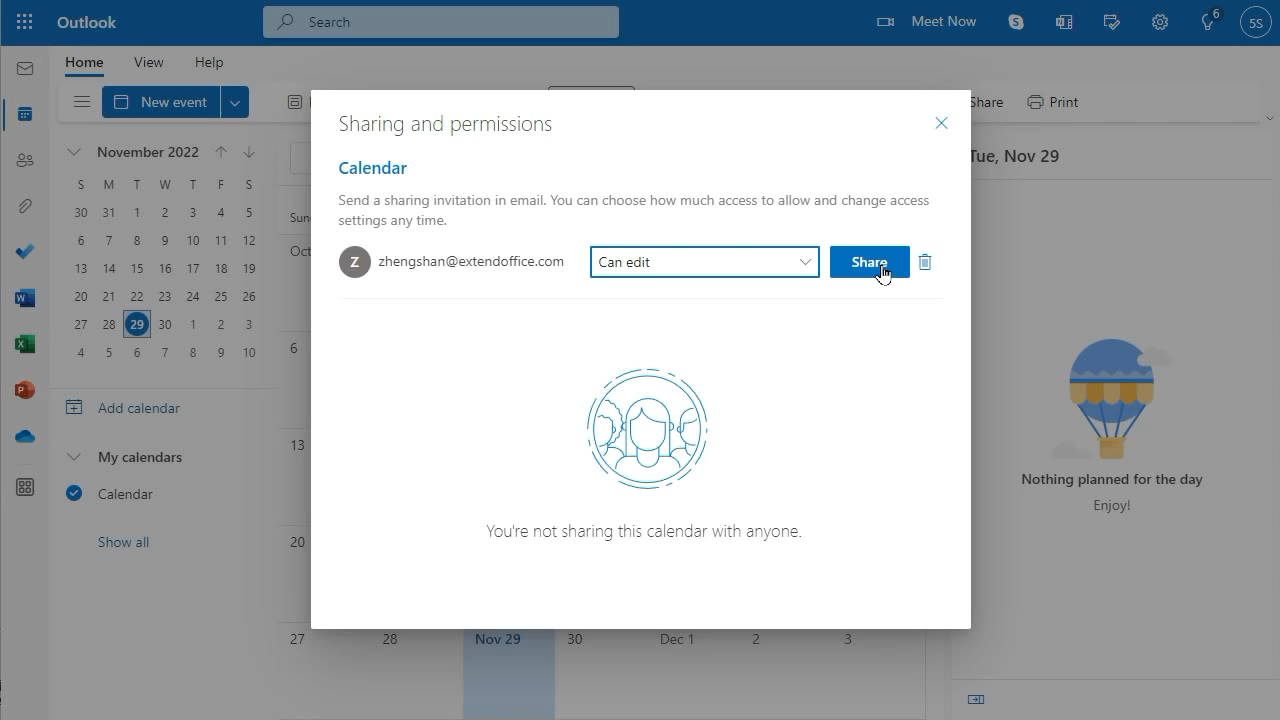 Outlook
Search
Meet Now
6
5S
Home
View
Help
New event
Share
Print
Sharing and permissions
Calendar
Send a sharing invitation in email. You can choose how much access to allow and change access
settings any time.
Z
zhengshan@extendoffice.com
Can edit
Share
You're not sharing this calendar with anyone.
November 2022
S M T W T F S
30 31 1 2 3 4 5
6 7 8 9 10 11 12
13 14 15 16 17 18 19
20 21 22 23 24 25 26
27 28 29 30 1 2 3
4 5 6 7 8 9 10
Add calendar
My calendars
Calendar
Show all
Sun
Oct
6
13
20
27 28 Nov 29 30 Dec 1 2 3
Tue, Nov 29
Nothing planned for the day
Enjoy!
W
X
P